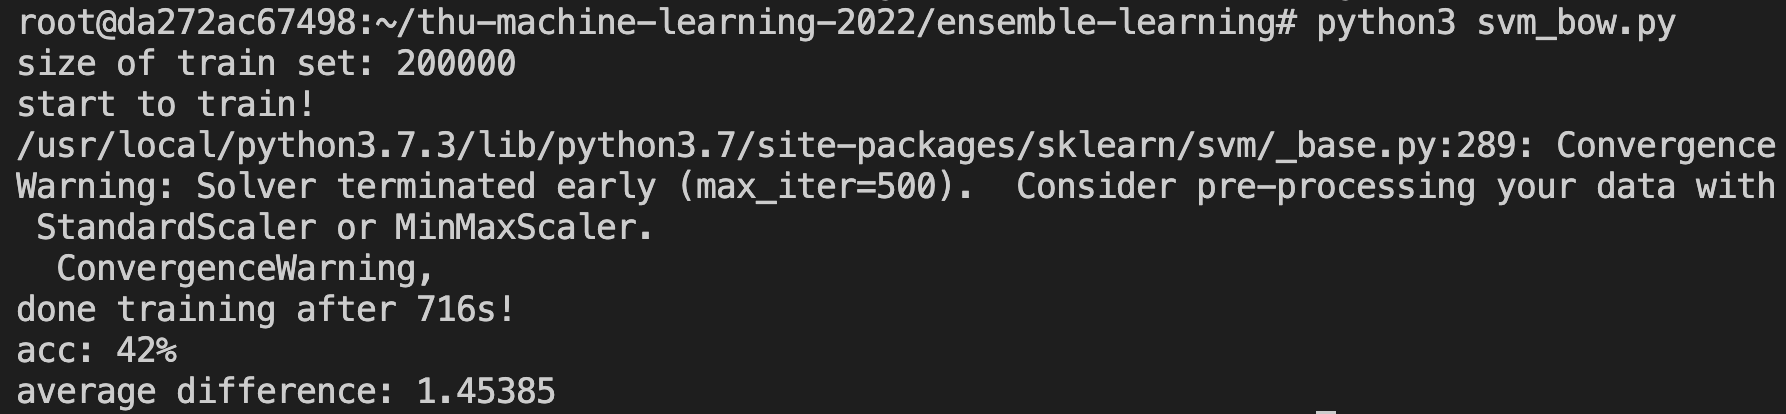 root@da272ac67498:~/thu-machine-learning-2022/ensemble-learning# python3 svm_bow.py
size of train set: 200000
start to train!
/usr/local/python3.7.3/lib/python3.7/site-packages/sklearn/svm/_base.py:289: Convergence
Warning: Solver terminated early (max_iter=500).  Consider pre-processing your data with
 StandardScaler or MinMaxScaler.
  ConvergenceWarning,
done training after 716s!
acc: 42%
average difference: 1.45385